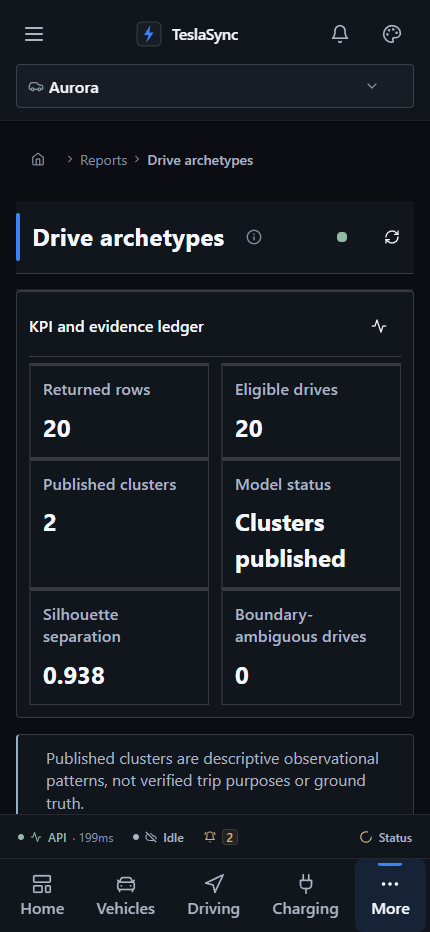 TeslaSync
Aurora
Reports
Drive archetypes
Drive archetypes
KPI and evidence ledger
Returned rows
20
Eligible drives
20
Published clusters
2
Model status
Clusters
published
Silhouette
separation
0.938
Boundary-
ambiguous drives
0
Published clusters are descriptive observational
patterns, not verified trip purposes or ground
truth.
API · 199ms
Idle
2
Status
Home
Vehicles
Driving
Charging
More